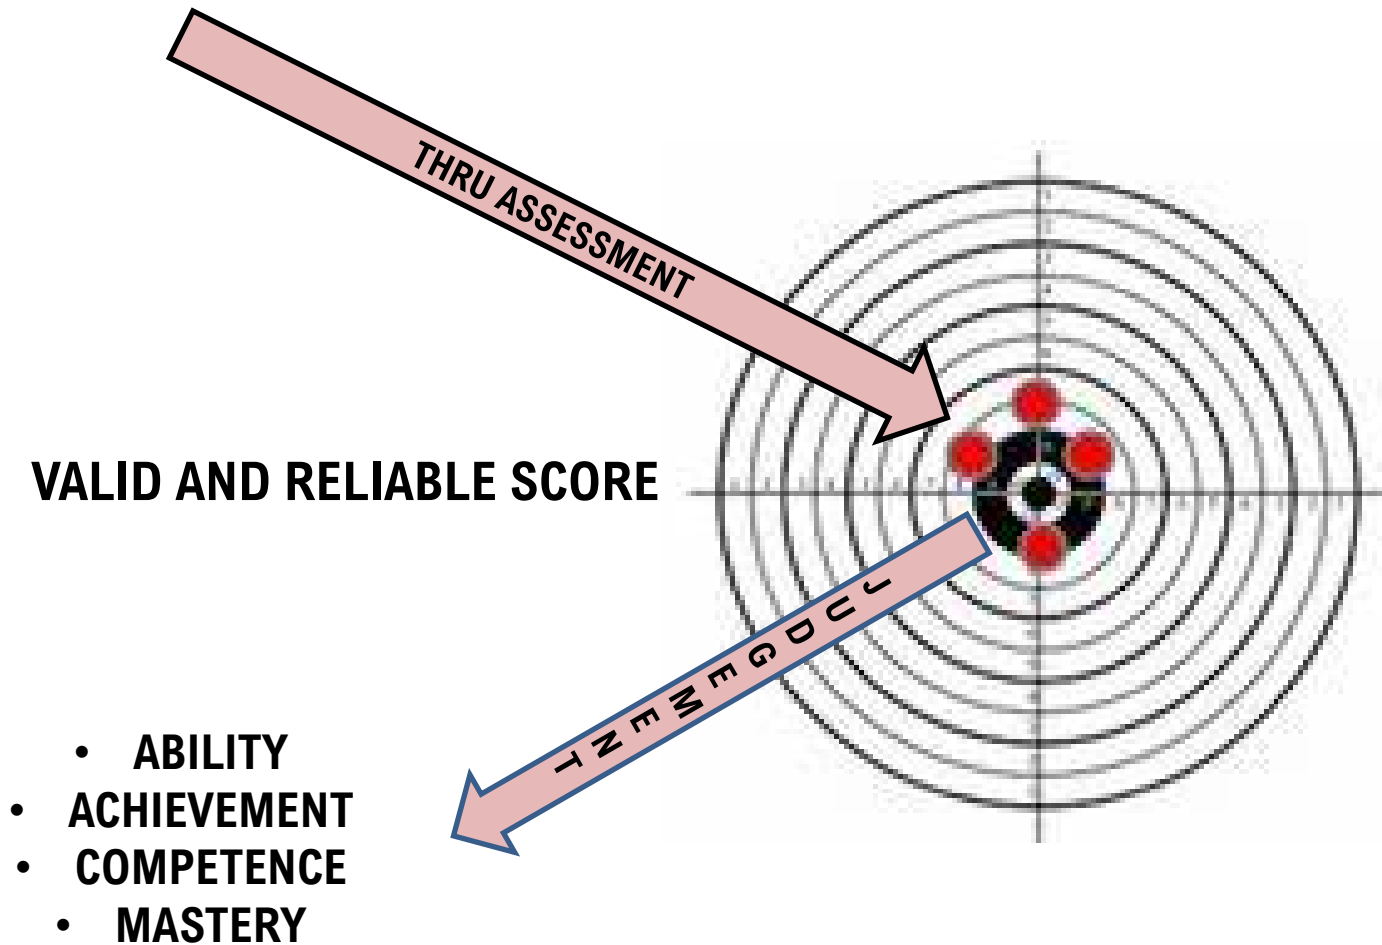 THRU ASSESSMENT
VALID AND RELIABLE SCORE
JUDGEMENT
• ABILITY
• ACHIEVEMENT
• COMPETENCE
• MASTERY